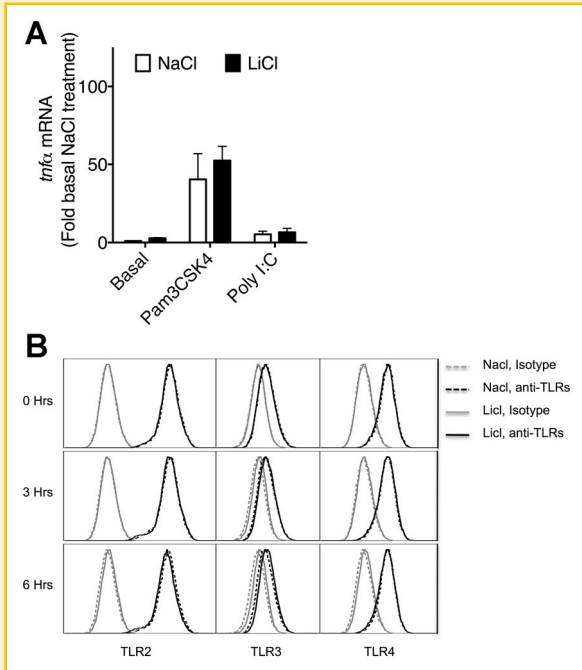 A
NaCl LiCl
tnfα mRNA
(Fold basal NaCl treatment)
100
50
0
Basal
Pam3CSK4
Poly I:C
B
Nacl, Isotype
Nacl, anti-TLRs
Licl, Isotype
Licl, anti-TLRs
0 Hrs
3 Hrs
6 Hrs
TLR2 TLR3 TLR4